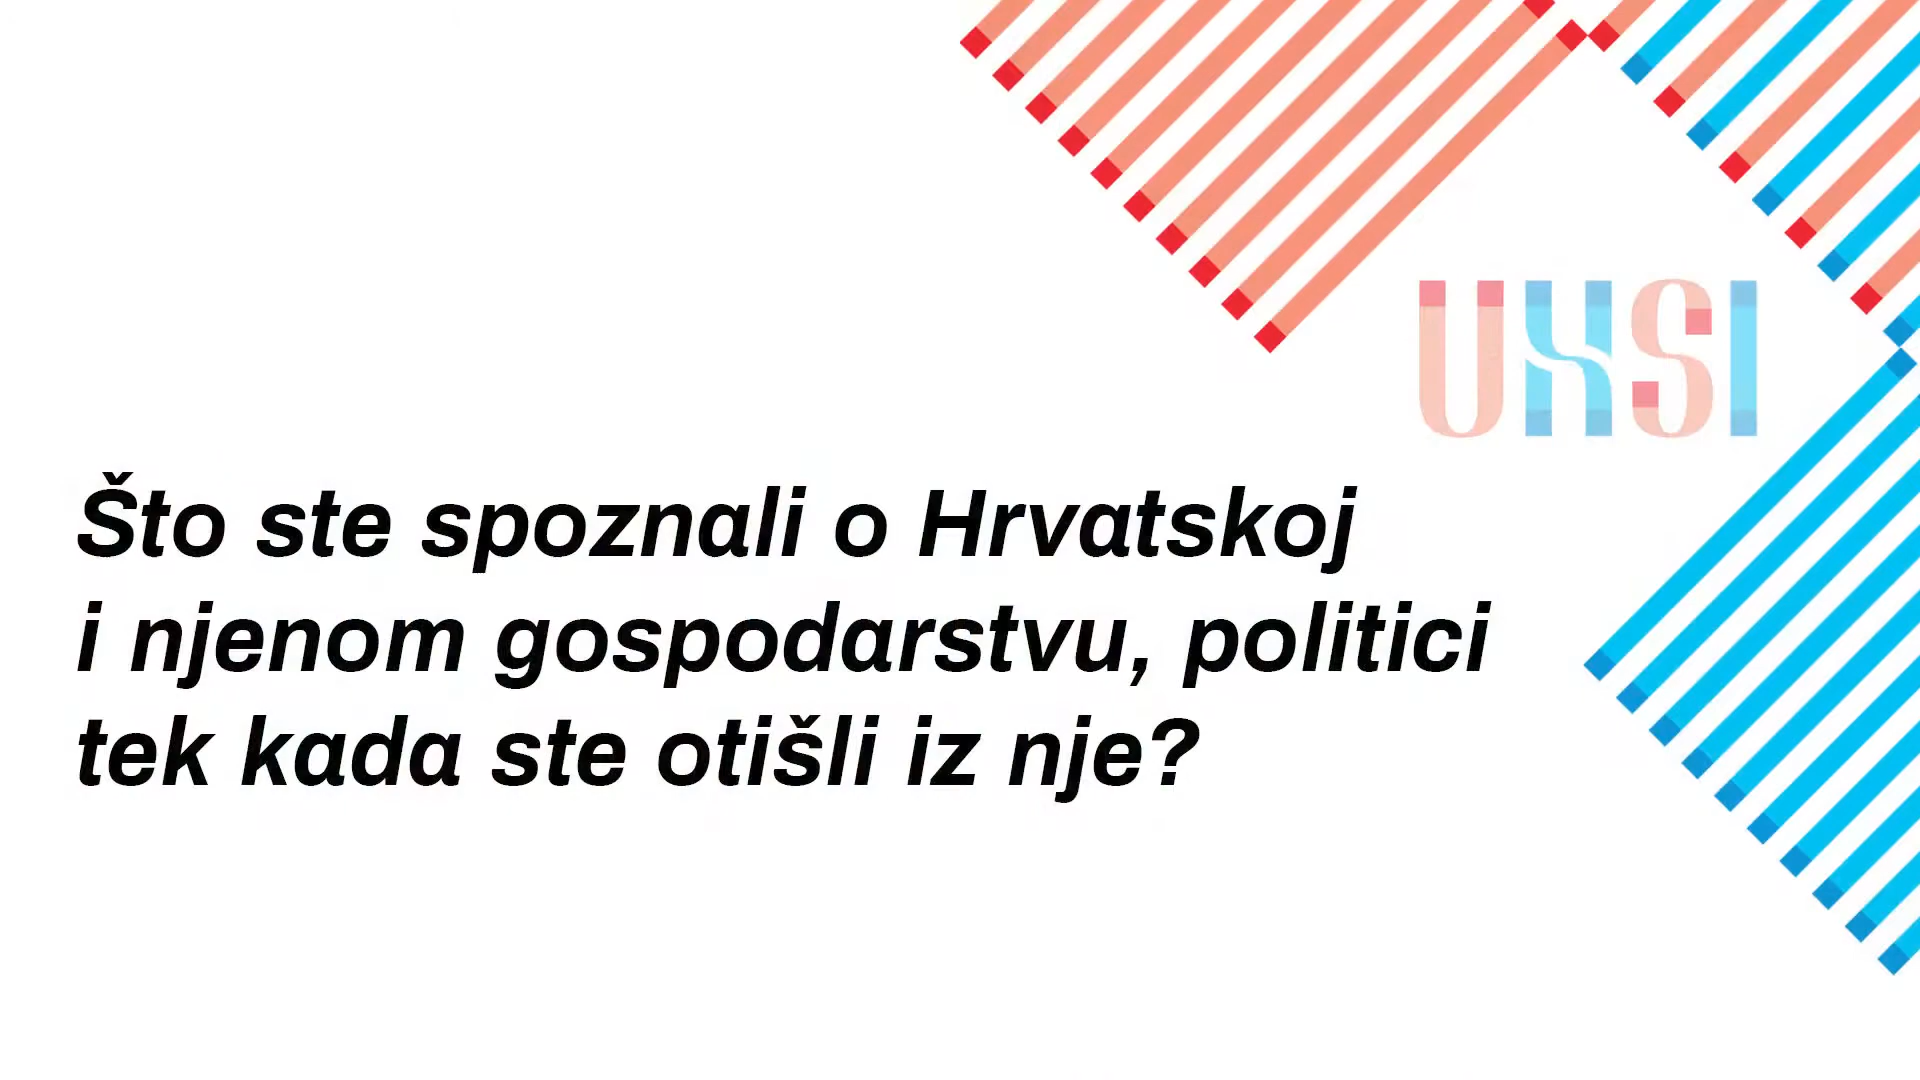 UHSI
Što ste spoznali o Hrvatskoj
i njenom gospodarstvu, politici
tek kada ste otišli iz nje?